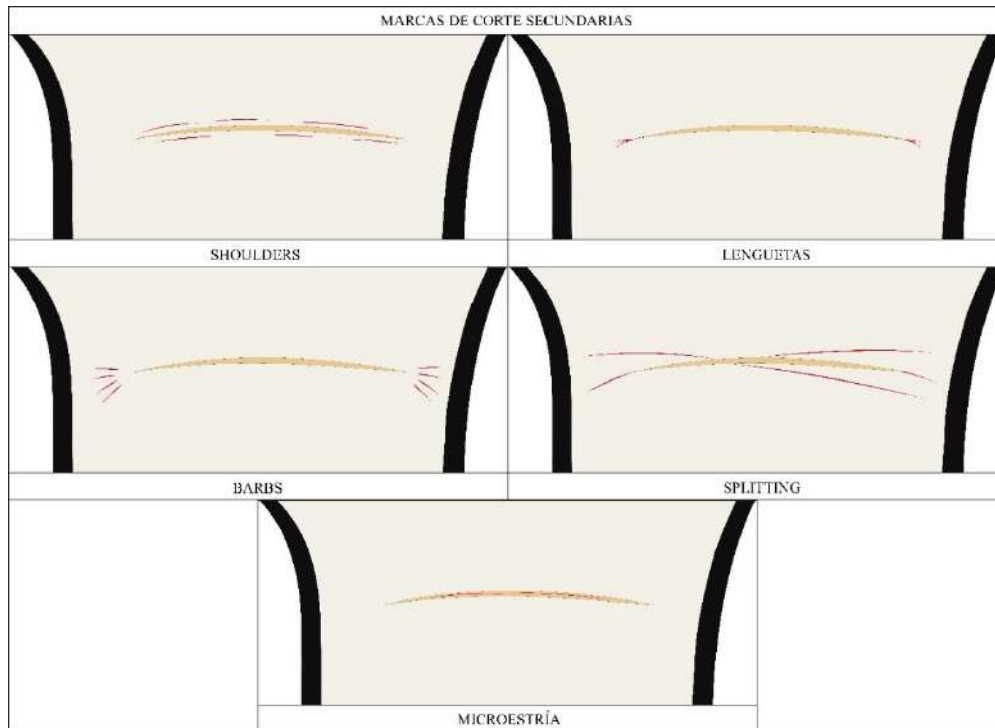 MARCAS DE CORTE SECUNDARIAS
SHOULDERS
LENGUETAS
BARBS
SPLITTING
MICROESTRÍA